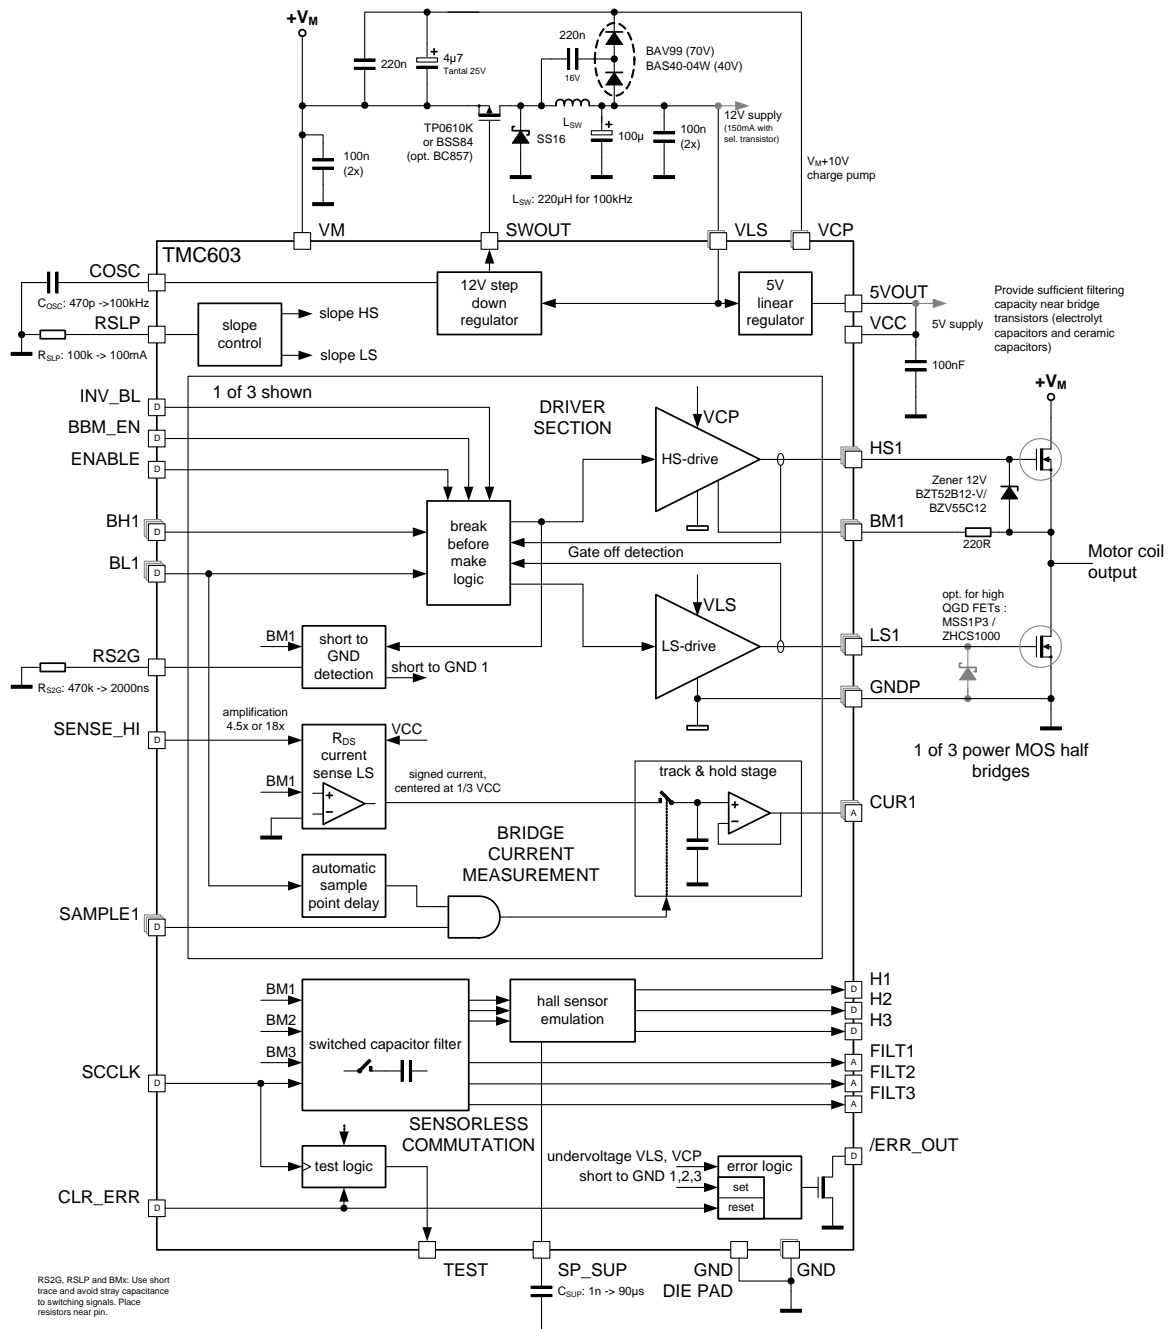 +VM
220n
4µ7
Tantal 25V
220n
16V
BAV99 (70V)
BAS40-04W (40V)
TP0610K
or BSS84
(opt. BC857)
SS16
LSW
100µ
100n
(2x)
12V supply
(150mA with
sel. transistor)
100n
(2x)
LSW: 220µH for 100kHz
VM+10V
charge pump
VM
SWOUT
VLS
VCP
TMC603
COSC
COSC: 470p ->100kHz
RSLP
RSLP: 100k -> 100mA
slope
control
slope HS
slope LS
12V step
down
regulator
5V
linear
regulator
5VOUT
VCC
5V supply
100nF
Provide sufficient filtering
capacity near bridge
transistors (electrolyt
capacitors and ceramic
capacitors)
+VM
1 of 3 shown
INV_BL
D
BBM_EN
D
ENABLE
D
BH1
D
BL1
D
DRIVER
SECTION
VCP
HS-drive
break
before
make
logic
Gate off detection
VLS
LS-drive
HS1
BM1
Zener 12V
BZT52B12-V/
BZV55C12
220R
Motor coil
output
opt. for high
QGD FETs :
MSS1P3 /
ZHCS1000
LS1
GNDP
1 of 3 power MOS half
bridges
BM1
short to
GND
detection
short to GND 1
RS2G
RS2G: 470k -> 2000ns
SENSE_HI
D
amplification
4.5x or 18x
RDS
current
sense LS
+
−
VCC
BM1
signed current,
centered at 1/3 VCC
track & hold stage
+
−
CUR1
A
BRIDGE
CURRENT
MEASUREMENT
automatic
sample
point delay
SAMPLE1
D
BM1
BM2
BM3
switched capacitor filter
hall sensor
emulation
H1
D
H2
D
H3
D
FILT1
A
FILT2
A
FILT3
A
SCCLK
D
SENSORLESS
COMMUTATION
test logic
CLR_ERR
D
undervoltage VLS, VCP
short to GND 1,2,3
error logic
set
reset
/ERR_OUT
D
TEST
SP_SUP
CSUP: 1n -> 90µs
GND
DIE PAD
GND
RS2G, RSLP and BMx: Use short
trace and avoid stray capacitance
to switching signals. Place
resistors near pin.